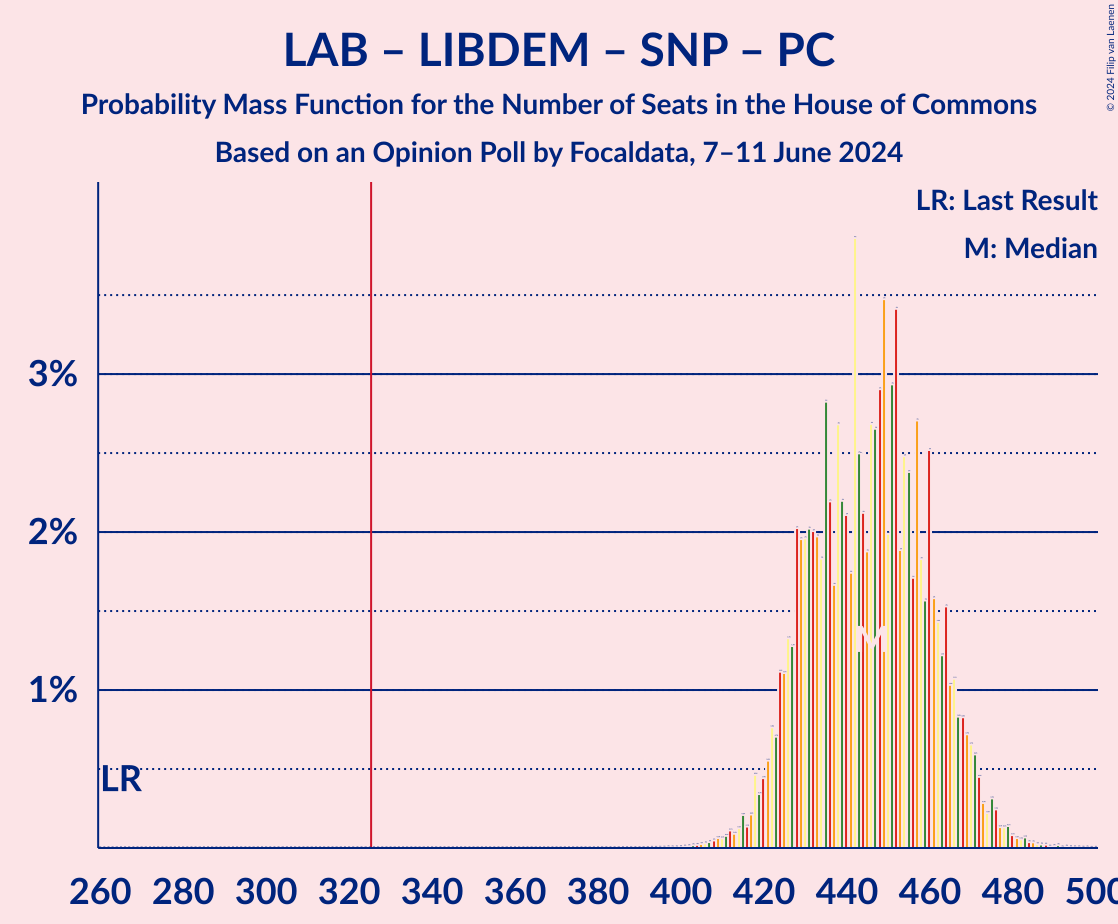 LAB – LIBDEM – SNP – PC
Probability Mass Function for the Number of Seats in the House of Commons
Based on an Opinion Poll by Focaldata, 7–11 June 2024
© 2024 Filip van Laenen
LR: Last Result
M: Median
3%
2%
1%
M
LR
260 280 300 320 340 360 380 400 420 440 460 480 500